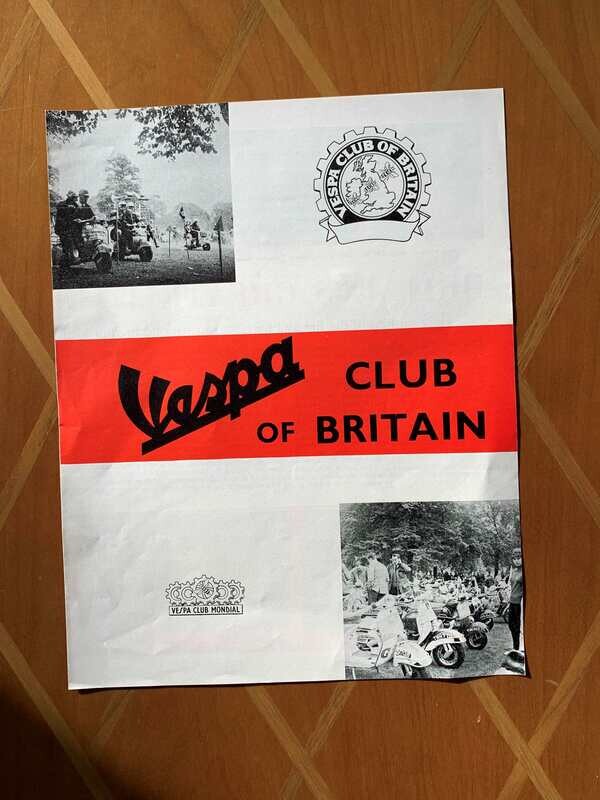 VESPA CLUB OF BRITAIN
Vespa CLUB
OF BRITAIN
VESPA CLUB MONDIAL